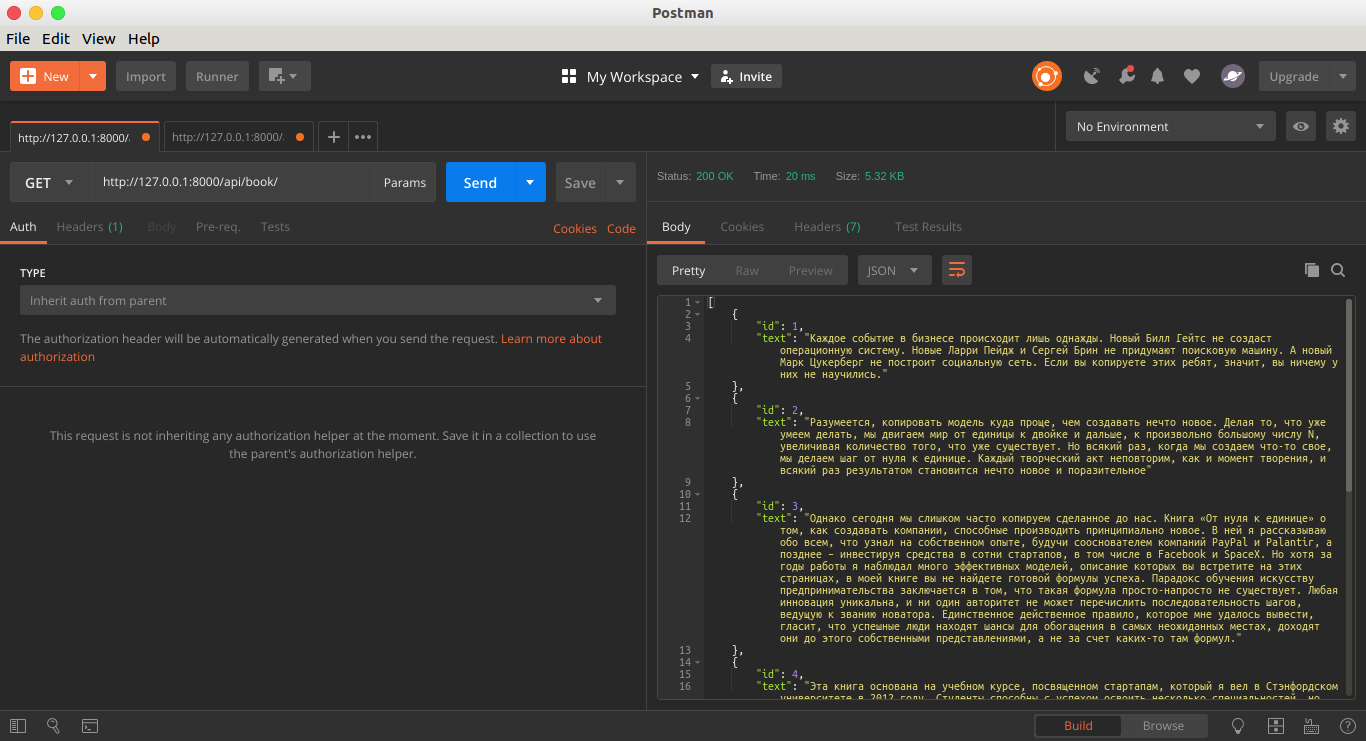 Postman
File Edit View Help
New Import Runner My Workspace Invite Upgrade
http://127.0.0.1:8000/ http://127.0.0.1:8000/ No Environment
GET http://127.0.0.1:8000/api/book/ Params Send Save
Status: 200 OK Time: 20 ms Size: 5.32 KB
Auth Headers (1) Body Pre-req. Tests Cookies Code
Body Cookies Headers (7) Test Results
TYPE
Inherit auth from parent
The authorization header will be automatically generated when you send the request. Learn more about
authorization
This request is not inheriting any authorization helper at the moment. Save it in a collection to use
the parent's authorization helper.
Pretty Raw Preview JSON
1 [
2 {
3 "id": 1,
4 "text": "Каждое событие в бизнесе происходит лишь однажды. Новый Билл Гейтс не создаст
операционную систему. Новые Ларри Пейдж и Сергей Брин не придумают поисковую машину. А новый
Марк Цукерберг не построит социальную сеть. Если вы копируете этих ребят, значит, вы ничему у
них не научились."
5 },
6 {
7 "id": 2,
8 "text": "Разумеется, копировать модель куда проще, чем создавать нечто новое. Делая то, что уже
умеем делать, мы двигаем мир от единицы к двойке и дальше, к произвольно большому числу N,
увеличивая количество того, что уже существует. Но всякий раз, когда мы создаем что-то свое,
мы делаем шаг от нуля к единице. Каждый творческий акт неповторим, как и момент творения, и
всякий раз результатом становится нечто новое и поразительное"
9 },
10 {
11 "id": 3,
12 "text": "Однако сегодня мы слишком часто копируем сделанное до нас. Книга «От нуля к единице» о
том, как создавать компании, способные производить принципиально новое. В ней я рассказываю
обо всем, что узнал на собственном опыте, будучи сооснователем компаний PayPal и Palantir, а
позднее – инвестируя средства в сотни стартапов, в том числе в Facebook и SpaceX. Но хотя за
годы работы я наблюдал много эффективных моделей, описание которых вы встретите на этих
страницах, в моей книге вы не найдете готовой формулы успеха. Парадокс обучения искусству
предпринимательства заключается в том, что такая формула просто-напросто не существует. Любая
инновация уникальна, и ни один авторитет не может перечислить последовательность шагов,
ведущую к званию новатора. Единственное действенное правило, которое мне удалось вывести,
гласит, что успешные люди находят шансы для обогащения в самых неожиданных местах, доходят
они до этого собственными представлениями, а не за счет каких-то там формул."
13 },
14 {
15 "id": 4,
16 "text": "Эта книга основана на учебном курсе, посвященном стартапам, который я вел в Стэнфордском
университете в 2012 году. Студенты способны с успехом освоить несколько специальностей, но
Build Browse